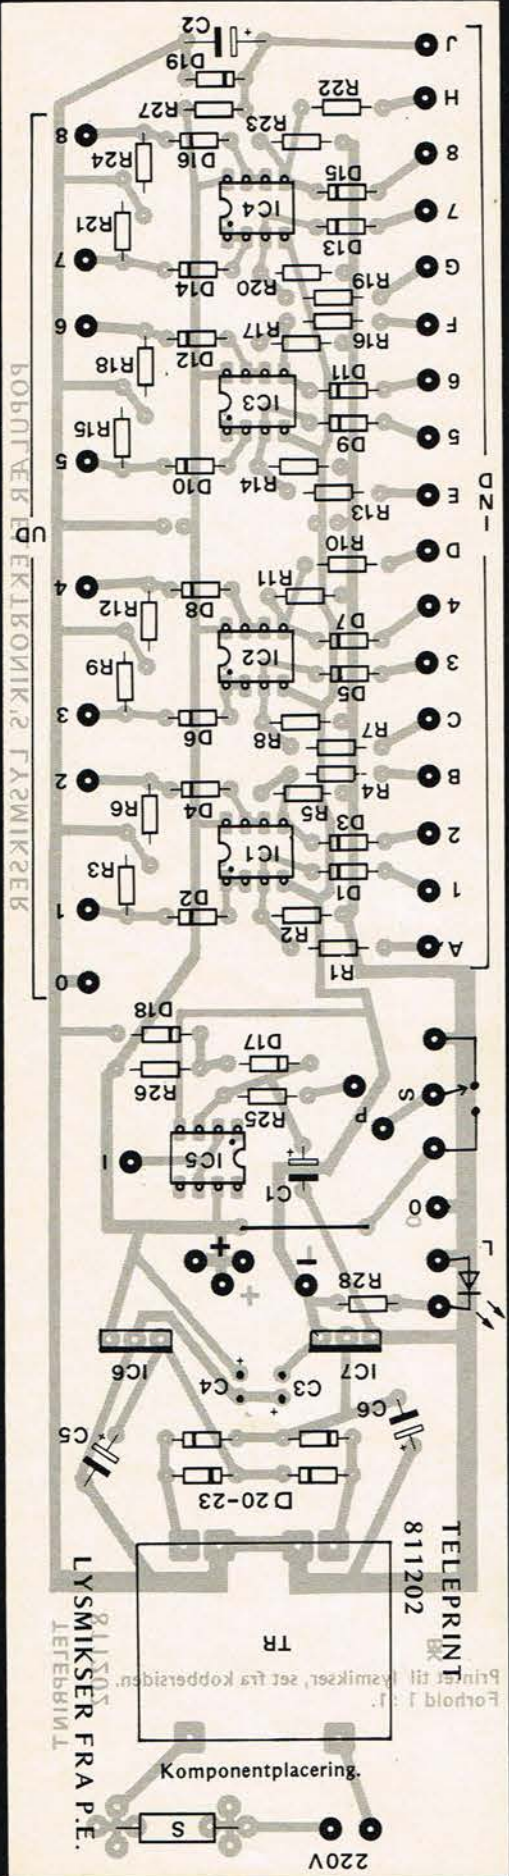 C2
J
D19
R27
R22
H
8
R24
D16
R23
8
IC4
D15
R21
7
D13
7
D14
R20
G
R19
6
D12
R17
F
R16
R18
IC3
D11
6
R15
D9
5
5
D10
R14
E
R13
UD
IND
R10
D
4
D8
R11
R12
D7
4
IC2
R9
D5
3
3
D6
R8
C
R7
2
D4
B
R4
R5
R6
D3
2
IC1
R3
D1
1
1
D2
R2
A
R1
0
D18
D17
R26
R25
P
S
I
IC5
C1
0
+
-
L
R28
IC6
IC7
C4
C3
C5
C6
D20-23
TELEPRINT
811202
TR
LYSMIKSER FRA P.E.
Komponentplacering.
S
220V
POPULÆR ELEKTRONIK'S LYSMIKSER
TELEPRINT
811202
BK
Printet til lysmikser, set fra kobbersiden.
Forhold 1:1.